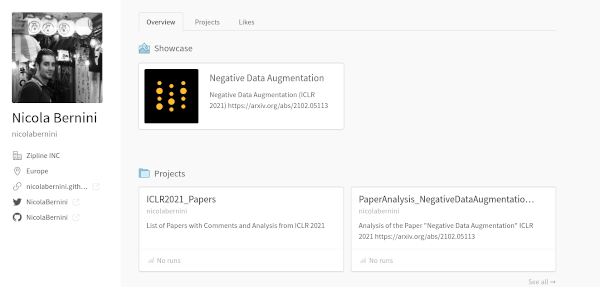 Overview Projects Likes
Showcase
Negative Data Augmentation
Negative Data Augmentation (ICLR
2021) https://arxiv.org/abs/2102.05113
Nicola Bernini
nicolabernini
Zipline INC
Europe
nicolabernini.gith...
NicolaBernini
NicolaBernini
Projects
ICLR2021_Papers
nicolabernini
List of Papers with Comments and Analysis from ICLR 2021
No runs
PaperAnalysis_NegativeDataAugmentatio...
nicolabernini
Analysis of the Paper "Negative Data Augmentation" ICLR
2021 https://arxiv.org/abs/2102.05113
No runs
See all →